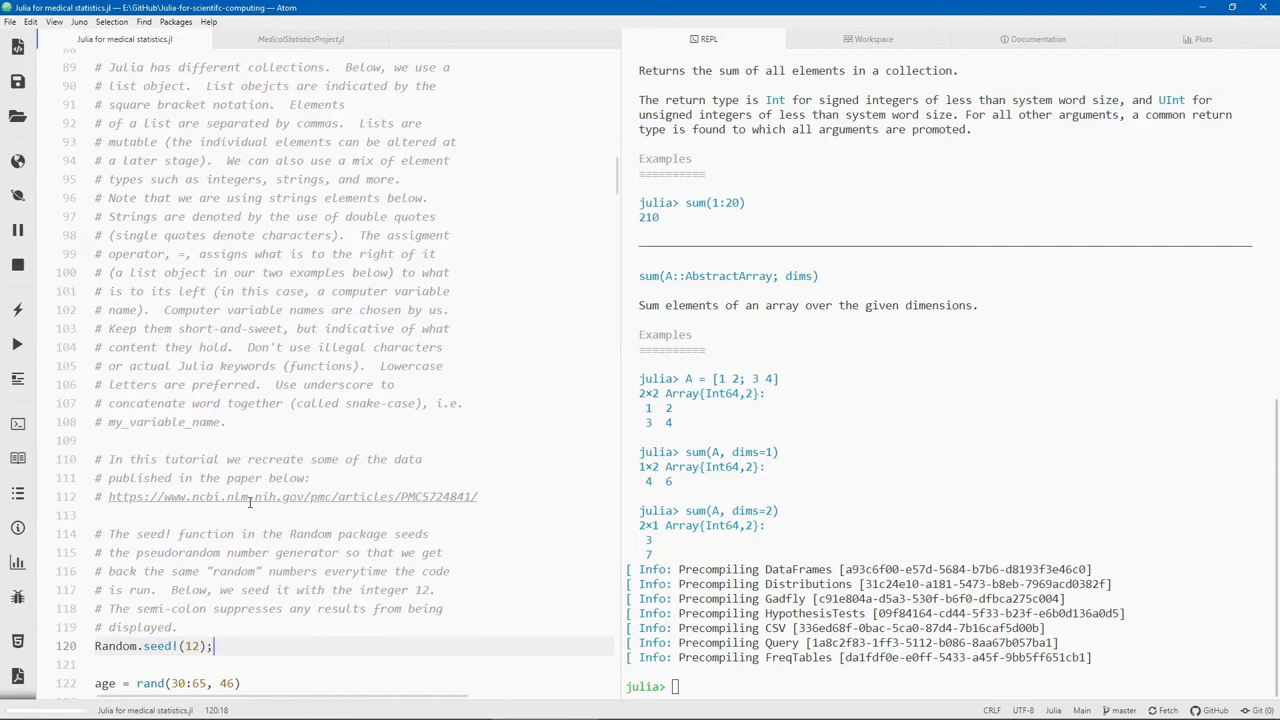 Julia for medical statistics.jl — E:\GitHub\Julia-for-scientifc-computing — Atom
File Edit View Juno Selection Find Packages Help
Julia for medical statistics.jl
MedicalStatisticsProject.jl
88
89 # Julia has different collections. Below, we use a
90 # list object. List obejcts are indicated by the
91 # square bracket notation. Elements
92 # of a list are separated by commas. Lists are
93 # mutable (the individual elements can be altered at
94 # a later stage). We can also use a mix of element
95 # types such as integers, strings, and more.
96 # Note that we are using strings elements below.
97 # Strings are denoted by the use of double quotes
98 # (single quotes denote characters). The assigment
99 # operator, =, assigns what is to the right of it
100 # (a list object in our two examples below) to what
101 # is to its left (in this case, a computer variable
102 # name). Computer variable names are chosen by us.
103 # Keep them short-and-sweet, but indicative of what
104 # content they hold. Don't use illegal characters
105 # or actual Julia keywords (functions). Lowercase
106 # letters are preferred. Use underscore to
107 # concatenate word together (called snake-case), i.e.
108 # my_variable_name.
109
110 # In this tutorial we recreate some of the data
111 # published in the paper below:
112 # https://www.ncbi.nlm.nih.gov/pmc/articles/PMC5724841/
113
114 # The seed! function in the Random package seeds
115 # the pseudorandom number generator so that we get
116 # back the same "random" numbers everytime the code
117 # is run. Below, we seed it with the integer 12.
118 # The semi-colon suppresses any results from being
119 # displayed.
120 Random.seed!(12);
121
122 age = rand(30:65, 46)
REPL
Workspace
Documentation
Plots
Returns the sum of all elements in a collection.
The return type is Int for signed integers of less than system word size, and UInt for
unsigned integers of less than system word size. For all other arguments, a common return
type is found to which all arguments are promoted.
Examples
==========
julia> sum(1:20)
210
sum(A::AbstractArray; dims)
Sum elements of an array over the given dimensions.
Examples
==========
julia> A = [1 2; 3 4]
2×2 Array{Int64,2}:
1 2
3 4
julia> sum(A, dims=1)
1×2 Array{Int64,2}:
4 6
julia> sum(A, dims=2)
2×1 Array{Int64,2}:
3
7
[ Info: Precompiling DataFrames [a93c6f00-e57d-5684-b7b6-d8193f3e46c0]
[ Info: Precompiling Distributions [31c24e10-a181-5473-b8eb-7969acd0382f]
[ Info: Precompiling Gadfly [c91e804a-d5a3-530f-b6f0-dfbca275c004]
[ Info: Precompiling HypothesisTests [09f84164-cd44-5f33-b23f-e6b0d136a0d5]
[ Info: Precompiling CSV [336ed68f-0bac-5ca0-87d4-7b16caf5d00b]
[ Info: Precompiling Query [1a8c2f83-1ff3-5112-b086-8aa67b057ba1]
[ Info: Precompiling FreqTables [da1fdf0e-e0ff-5433-a45f-9bb5ff651cb1]
julia>
Julia for medical statistics.jl 120:18
CRLF UTF-8 Julia Main master Fetch GitHub Git (0)